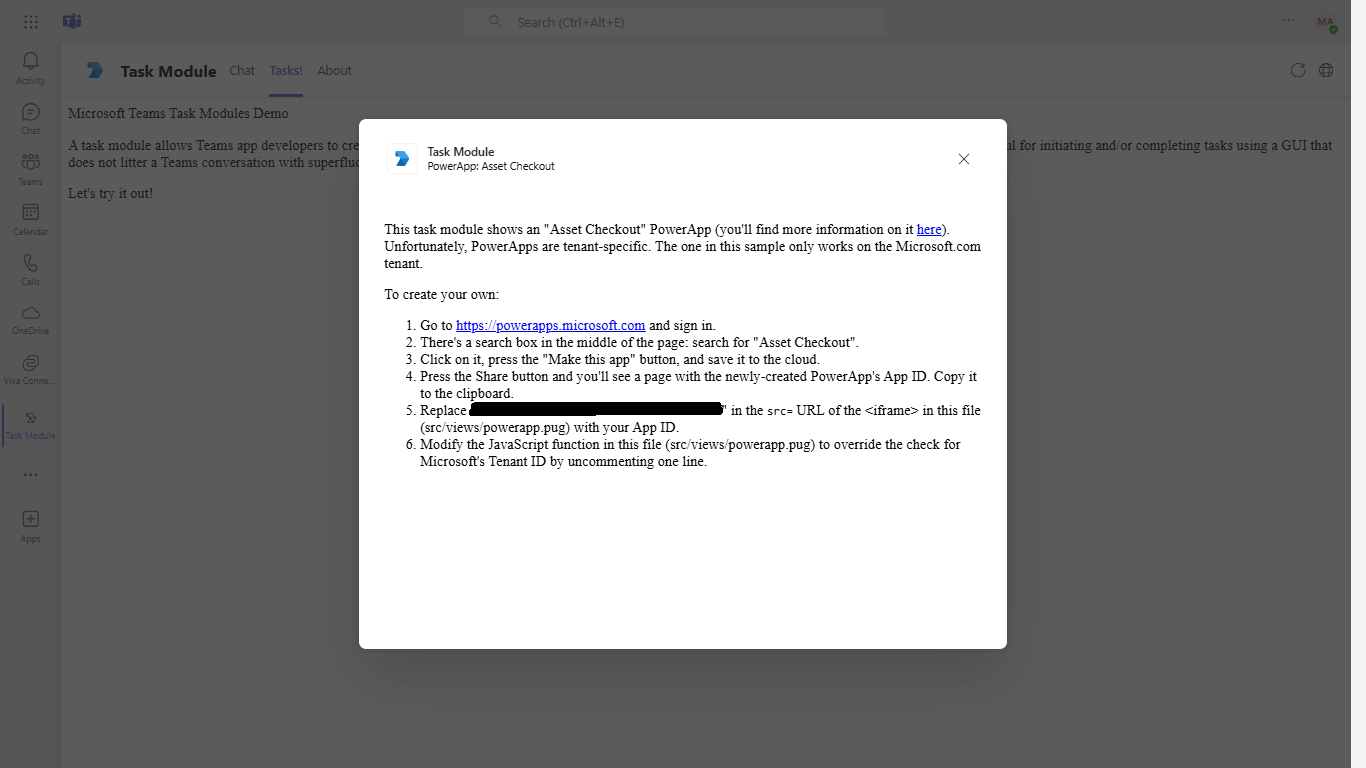 Search (Ctrl+Alt+E)
MA
Activity
Chat
Teams
Calendar
Calls
OneDrive
Viva Conne...
Task Module
Apps
Task Module Chat Tasks! About
Microsoft Teams Task Modules Demo
A task module allows Teams app developers to cre ul for initiating and/or completing tasks using a GUI that
does not litter a Teams conversation with
Let's try it out!
Task Module
PowerApp: Asset Checkout
This task module shows an "Asset Checkout" PowerApp (you'll find more information on it here).
Unfortunately, PowerApps are tenant-specific. The one in this sample only works on the Microsoft.com
tenant.
To create your own:
1. Go to https://powerapps.microsoft.com and sign in.
2. There's a search box in the middle of the page: search for "Asset Checkout".
3. Click on it, press the "Make this app" button, and save it to the cloud.
4. Press the Share button and you'll see a page with the newly-created PowerApp's App ID. Copy it
to the clipboard.
5. Replace " in the src= URL of the <iframe> in this file
(src/views/powerapp.pug) with your App ID.
6. Modify the JavaScript function in this file (src/views/powerapp.pug) to override the check for
Microsoft's Tenant ID by uncommenting one line.